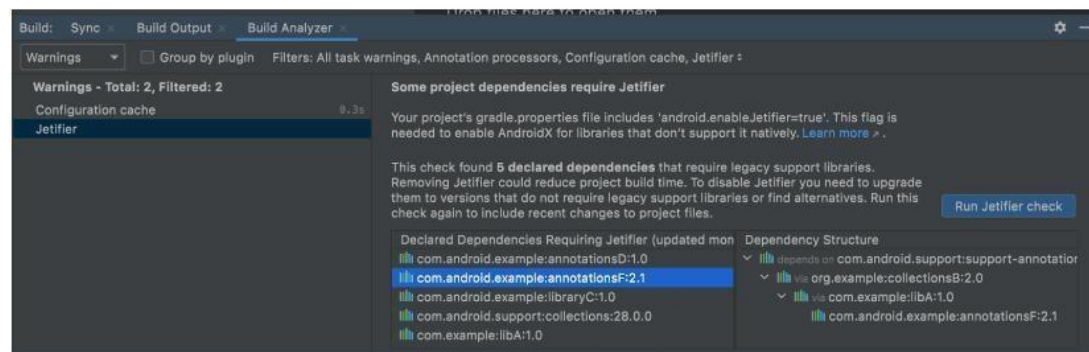 Drop files here to open them
Build: Sync × Build Output × Build Analyzer ×
Warnings Group by plugin Filters: All task warnings, Annotation processors, Configuration cache, Jetifier
Warnings - Total: 2, Filtered: 2
Configuration cache 0.3s
Jetifier
Some project dependencies require Jetifier
Your project's gradle.properties file includes 'android.enableJetifier=true'. This flag is
needed to enable AndroidX for libraries that don't support it natively. Learn more ↗ .
This check found 5 declared dependencies that require legacy support libraries.
Removing Jetifier could reduce project build time. To disable Jetifier you need to upgrade
them to versions that do not require legacy support libraries or find alternatives. Run this
check again to include recent changes to project files.
Run Jetifier check
Declared Dependencies Requiring Jetifier (updated mon
com.android.example:annotationsD:1.0
com.android.example:annotationsF:2.1
com.android.example:libraryC:1.0
com.android.support:collections:28.0.0
com.example:libA:1.0
Dependency Structure
depends on com.android.support:support-annotation
via org.example:collectionsB:2.0
via com.example:libA:1.0
com.android.example:annotationsF:2.1